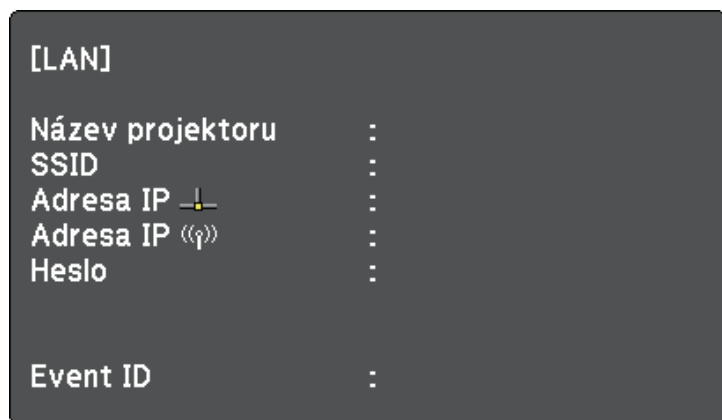 [LAN]
Název projektoru :
SSID :
Adresa IP :
Adresa IP :
Heslo :
Event ID :